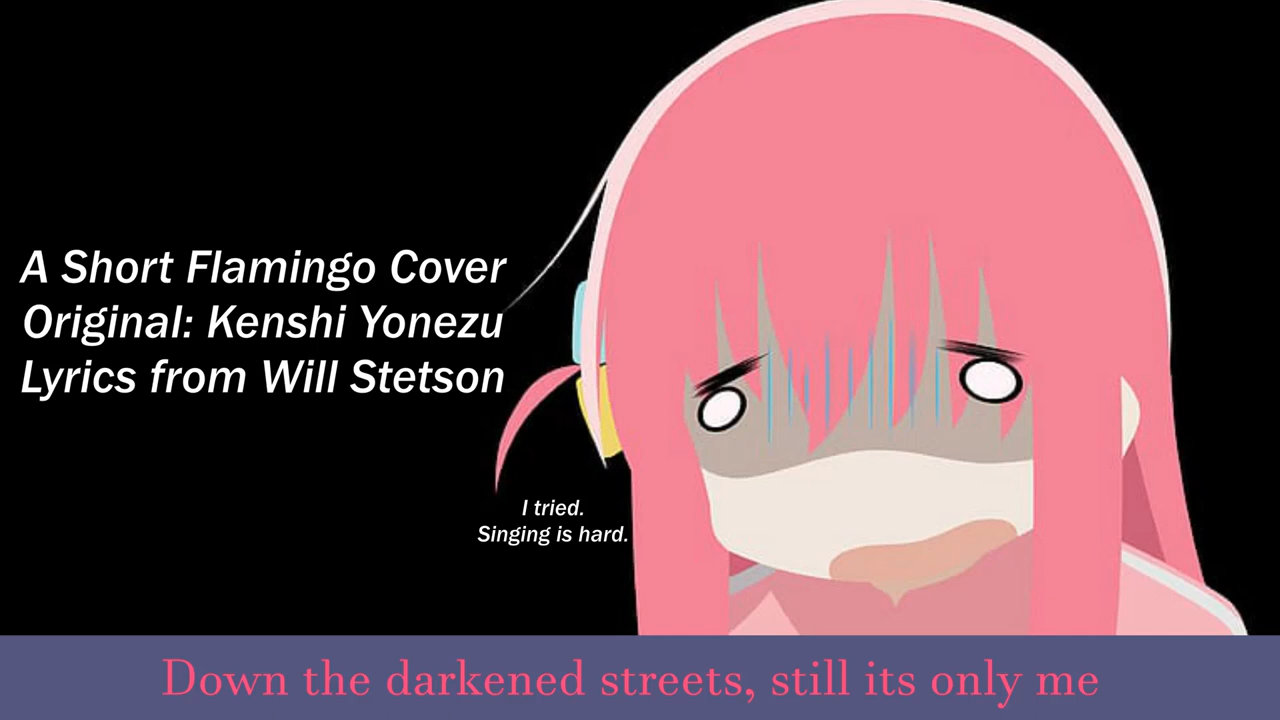 A Short Flamingo Cover
Original: Kenshi Yonezu
Lyrics from Will Stetson
I tried.
Singing is hard.
Down the darkened streets, still its only me